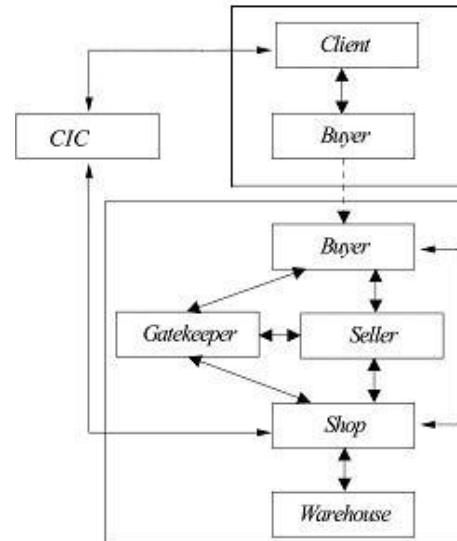 Client
CIC
Buyer
Buyer
Gatekeeper
Seller
Shop
Warehouse